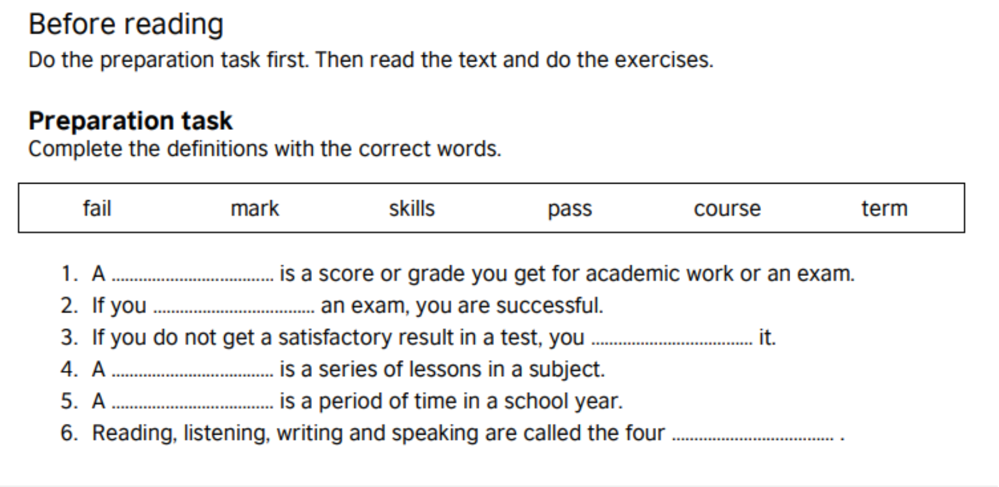 Before reading
Do the preparation task first. Then read the text and do the exercises.
Preparation task
Complete the definitions with the correct words.
fail mark skills pass course term
1. A .................................... is a score or grade you get for academic work or an exam.
2. If you .................................... an exam, you are successful.
3. If you do not get a satisfactory result in a test, you .................................... it.
4. A .................................... is a series of lessons in a subject.
5. A .................................... is a period of time in a school year.
6. Reading, listening, writing and speaking are called the four .................................... .